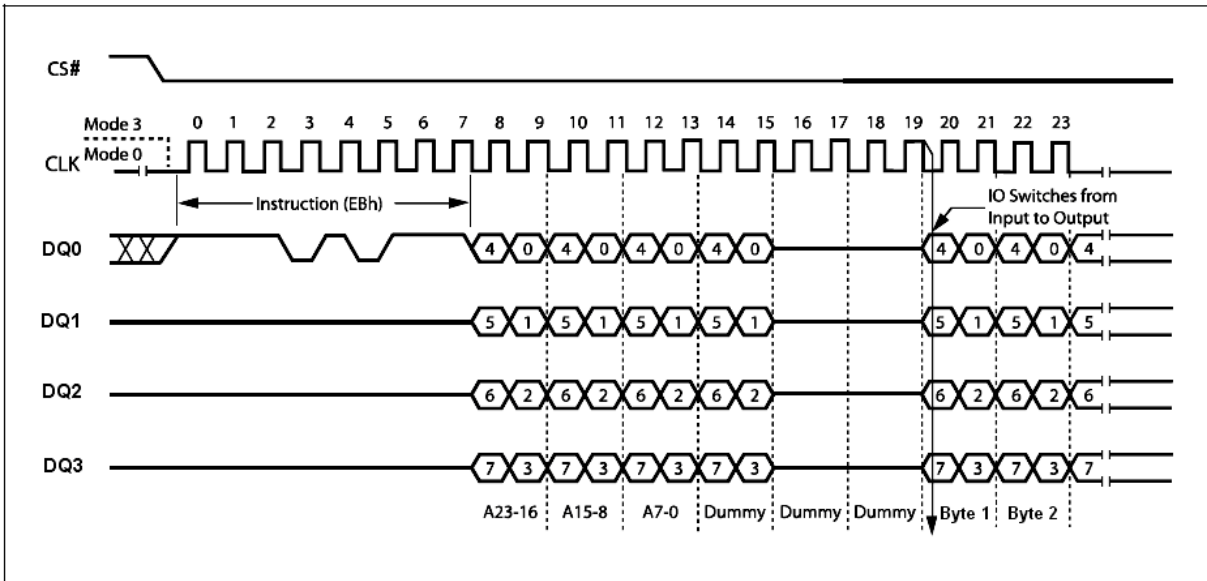 CS#
Mode 3
0 1 2 3 4 5 6 7 8 9 10 11 12 13 14 15 16 17 18 19 20 21 22 23
CLK
Mode 0
Instruction (EBh)
IO Switches from
Input to Output
DQ0
4 0 4 0 4 0 4 0 4 0 4 0 4
DQ1
5 1 5 1 5 1 5 1 5 1 5 1 5
DQ2
6 2 6 2 6 2 6 2 6 2 6 2 6
DQ3
7 3 7 3 7 3 7 3 7 3 7 3 7
A23-16 A15-8 A7-0 Dummy Dummy Dummy Byte 1 Byte 2